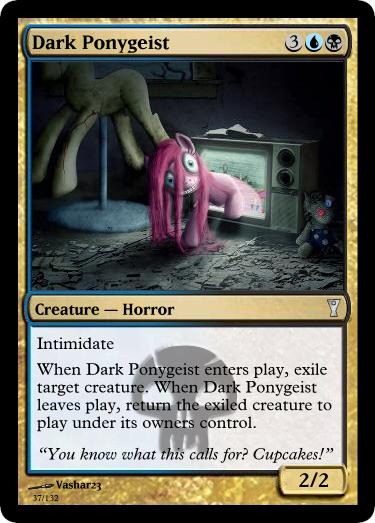 Dark Ponygeist 3
Creature — Horror
Intimidate
When Dark Ponygeist enters play, exile
target creature. When Dark Ponygeist
leaves play, return the exiled creature to
play under its owners control.
“You know what this calls for? Cupcakes!”
Vashar23
2/2
37/132